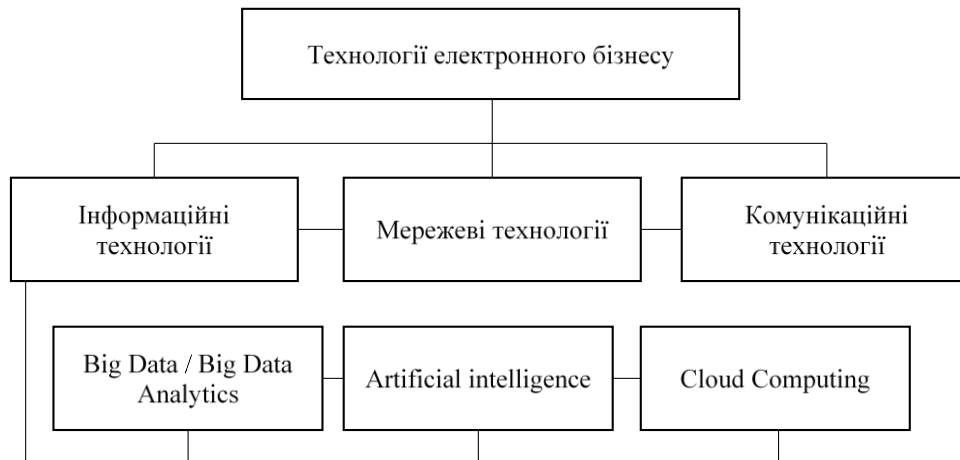 Технології електронного бізнесу
Інформаційні
технології
Мережеві технології
Комунікаційні
технології
Big Data / Big Data
Analytics
Artificial intelligence
Cloud Computing